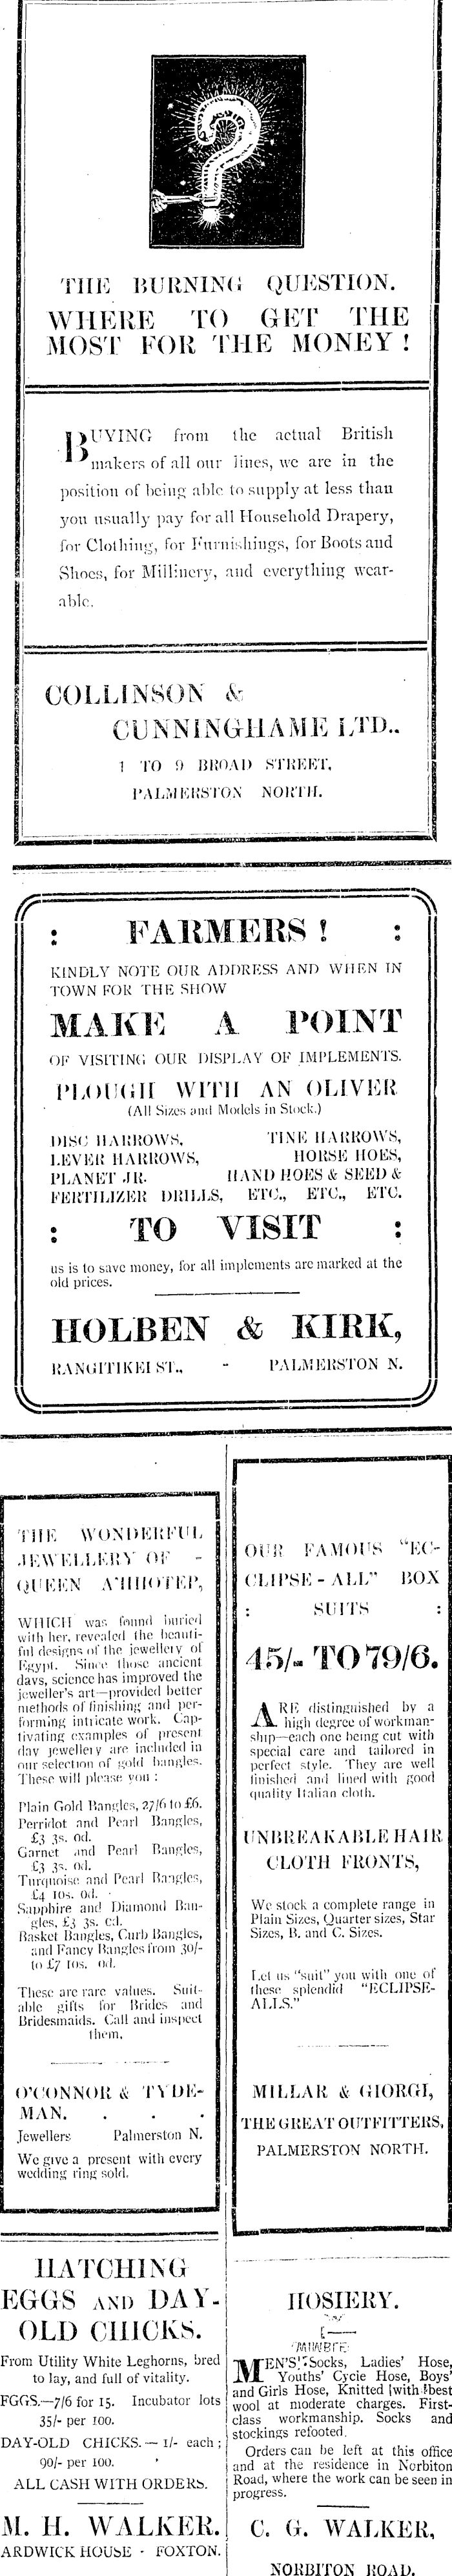 THE BURNING QUESTION.
WHERE TO GET THE
MOST FOR THE MONEY !
BUYING from the actual British
makers of all our lines, we are in the
position of being able to supply at less than
you usually pay for all Household Drapery,
for Clothing, for Furnishings, for Boots and
Shoes, for Millinery, and everything wear-
able.
COLLINSON &
CUNNINGHAME LTD..
1 TO 9 BROAD STREET,
PALMERSTON NORTH.
: FARMERS ! :
KINDLY NOTE OUR ADDRESS AND WHEN IN
TOWN FOR THE SHOW
MAKE A POINT
OF VISITING OUR DISPLAY OF IMPLEMENTS.
PLOUGH WITH AN OLIVER
(All Sizes and Models in Stock.)
DISC HARROWS, TINE HARROWS,
LEVER HARROWS, HORSE HOES,
PLANET JR. HAND HOES & SEED &
FERTILIZER DRILLS, ETC., ETC., ETC.
: TO VISIT :
us is to save money, for all implements are marked at the
old prices.
HOLBEN & KIRK,
RANGITIKEI ST., - PALMERSTON N.
THE WONDERFUL
JEWELLERY OF -
QUEEN A'HHOTEP,
WHICH was found buried
with her, revealed the beauti-
ful designs of the jewellery of
Egypt. Since those ancient
days, science has improved the
jeweller's art—provided better
methods of finishing and per-
forming intricate work. Cap-
tivating examples of present
day jewellery are included in
our selection of gold bangles.
These will please you :
Plain Gold Bangles, 27/6 to £6.
Perridot and Pearl Bangles,
£3 3s. 0d.
Garnet and Pearl Bangles,
£3 3s. 0d.
Turquoise and Pearl Bangles,
£4 10s. 0d.
Sapphire and Diamond Ban-
gles, £3 3s. 0d.
Basket Bangles, Curb Bangles,
and Fancy Bangles from 30/-
to £7 10s. 0d.
These are rare values. Suit-
able gifts for Brides and
Bridesmaids. Call and inspect
them.
O'CONNOR & TYDE-
MAN. . . .
Jewellers Palmerston N.
We give a present with every
wedding ring sold.
OUR FAMOUS "EC-
CLIPSE - ALL" BOX
: SUITS :
45/- TO 79/6.
ARE distinguished by a
high degree of workman-
ship—each one being cut with
special care and tailored in
perfect style. They are well
finished and lined with good
quality Italian cloth.
UNBREAKABLE HAIR
CLOTH FRONTS,
We stock a complete range in
Plain Sizes, Quarter sizes, Star
Sizes, B. and C. Sizes.
Let us "suit" you with one of
these splendid "ECLIPSE-
ALLS."
MILLAR & GIORGI,
THE GREAT OUTFITTERS,
PALMERSTON NORTH.
HATCHING
EGGS AND DAY-
OLD CHICKS.
From Utility White Leghorns, bred
to lay, and full of vitality.
EGGS.—7/6 for 15. Incubator lots
35/- per 100.
DAY-OLD CHICKS.— 1/- each ;
90/- per 100.
ALL CASH WITH ORDERS.
M. H. WALKER.
ARDWICK HOUSE - FOXTON.
HOSIERY.
MEN'S Socks, Ladies' Hose,
Youths' Cycle Hose, Boys'
and Girls Hose, Knitted with best
wool at moderate charges. First-
class workmanship. Socks and
stockings refooted.
Orders can be left at this office
and at the residence in Norbiton
Road, where the work can be seen in
progress.
C. G. WALKER,
NORBITON ROAD.